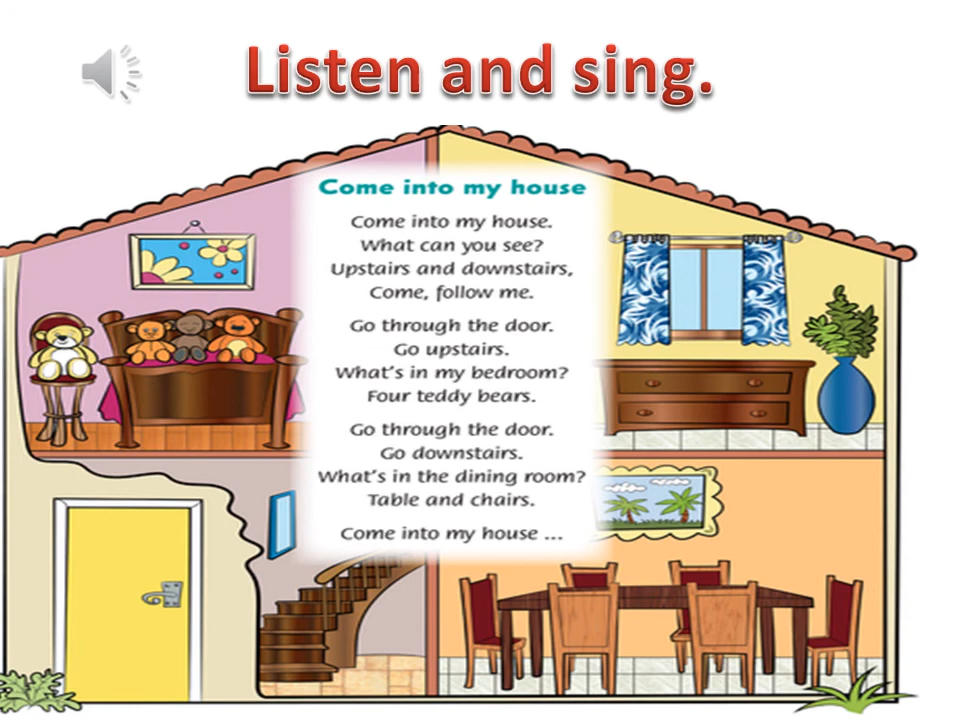 Listen and sing.
Come into my house
Come into my house.
What can you see?
Upstairs and downstairs,
Come, follow me.
Go through the door.
Go upstairs.
What's in my bedroom?
Four teddy bears.
Go through the door.
Go downstairs.
What's in the dining room?
Table and chairs.
Come into my house ...